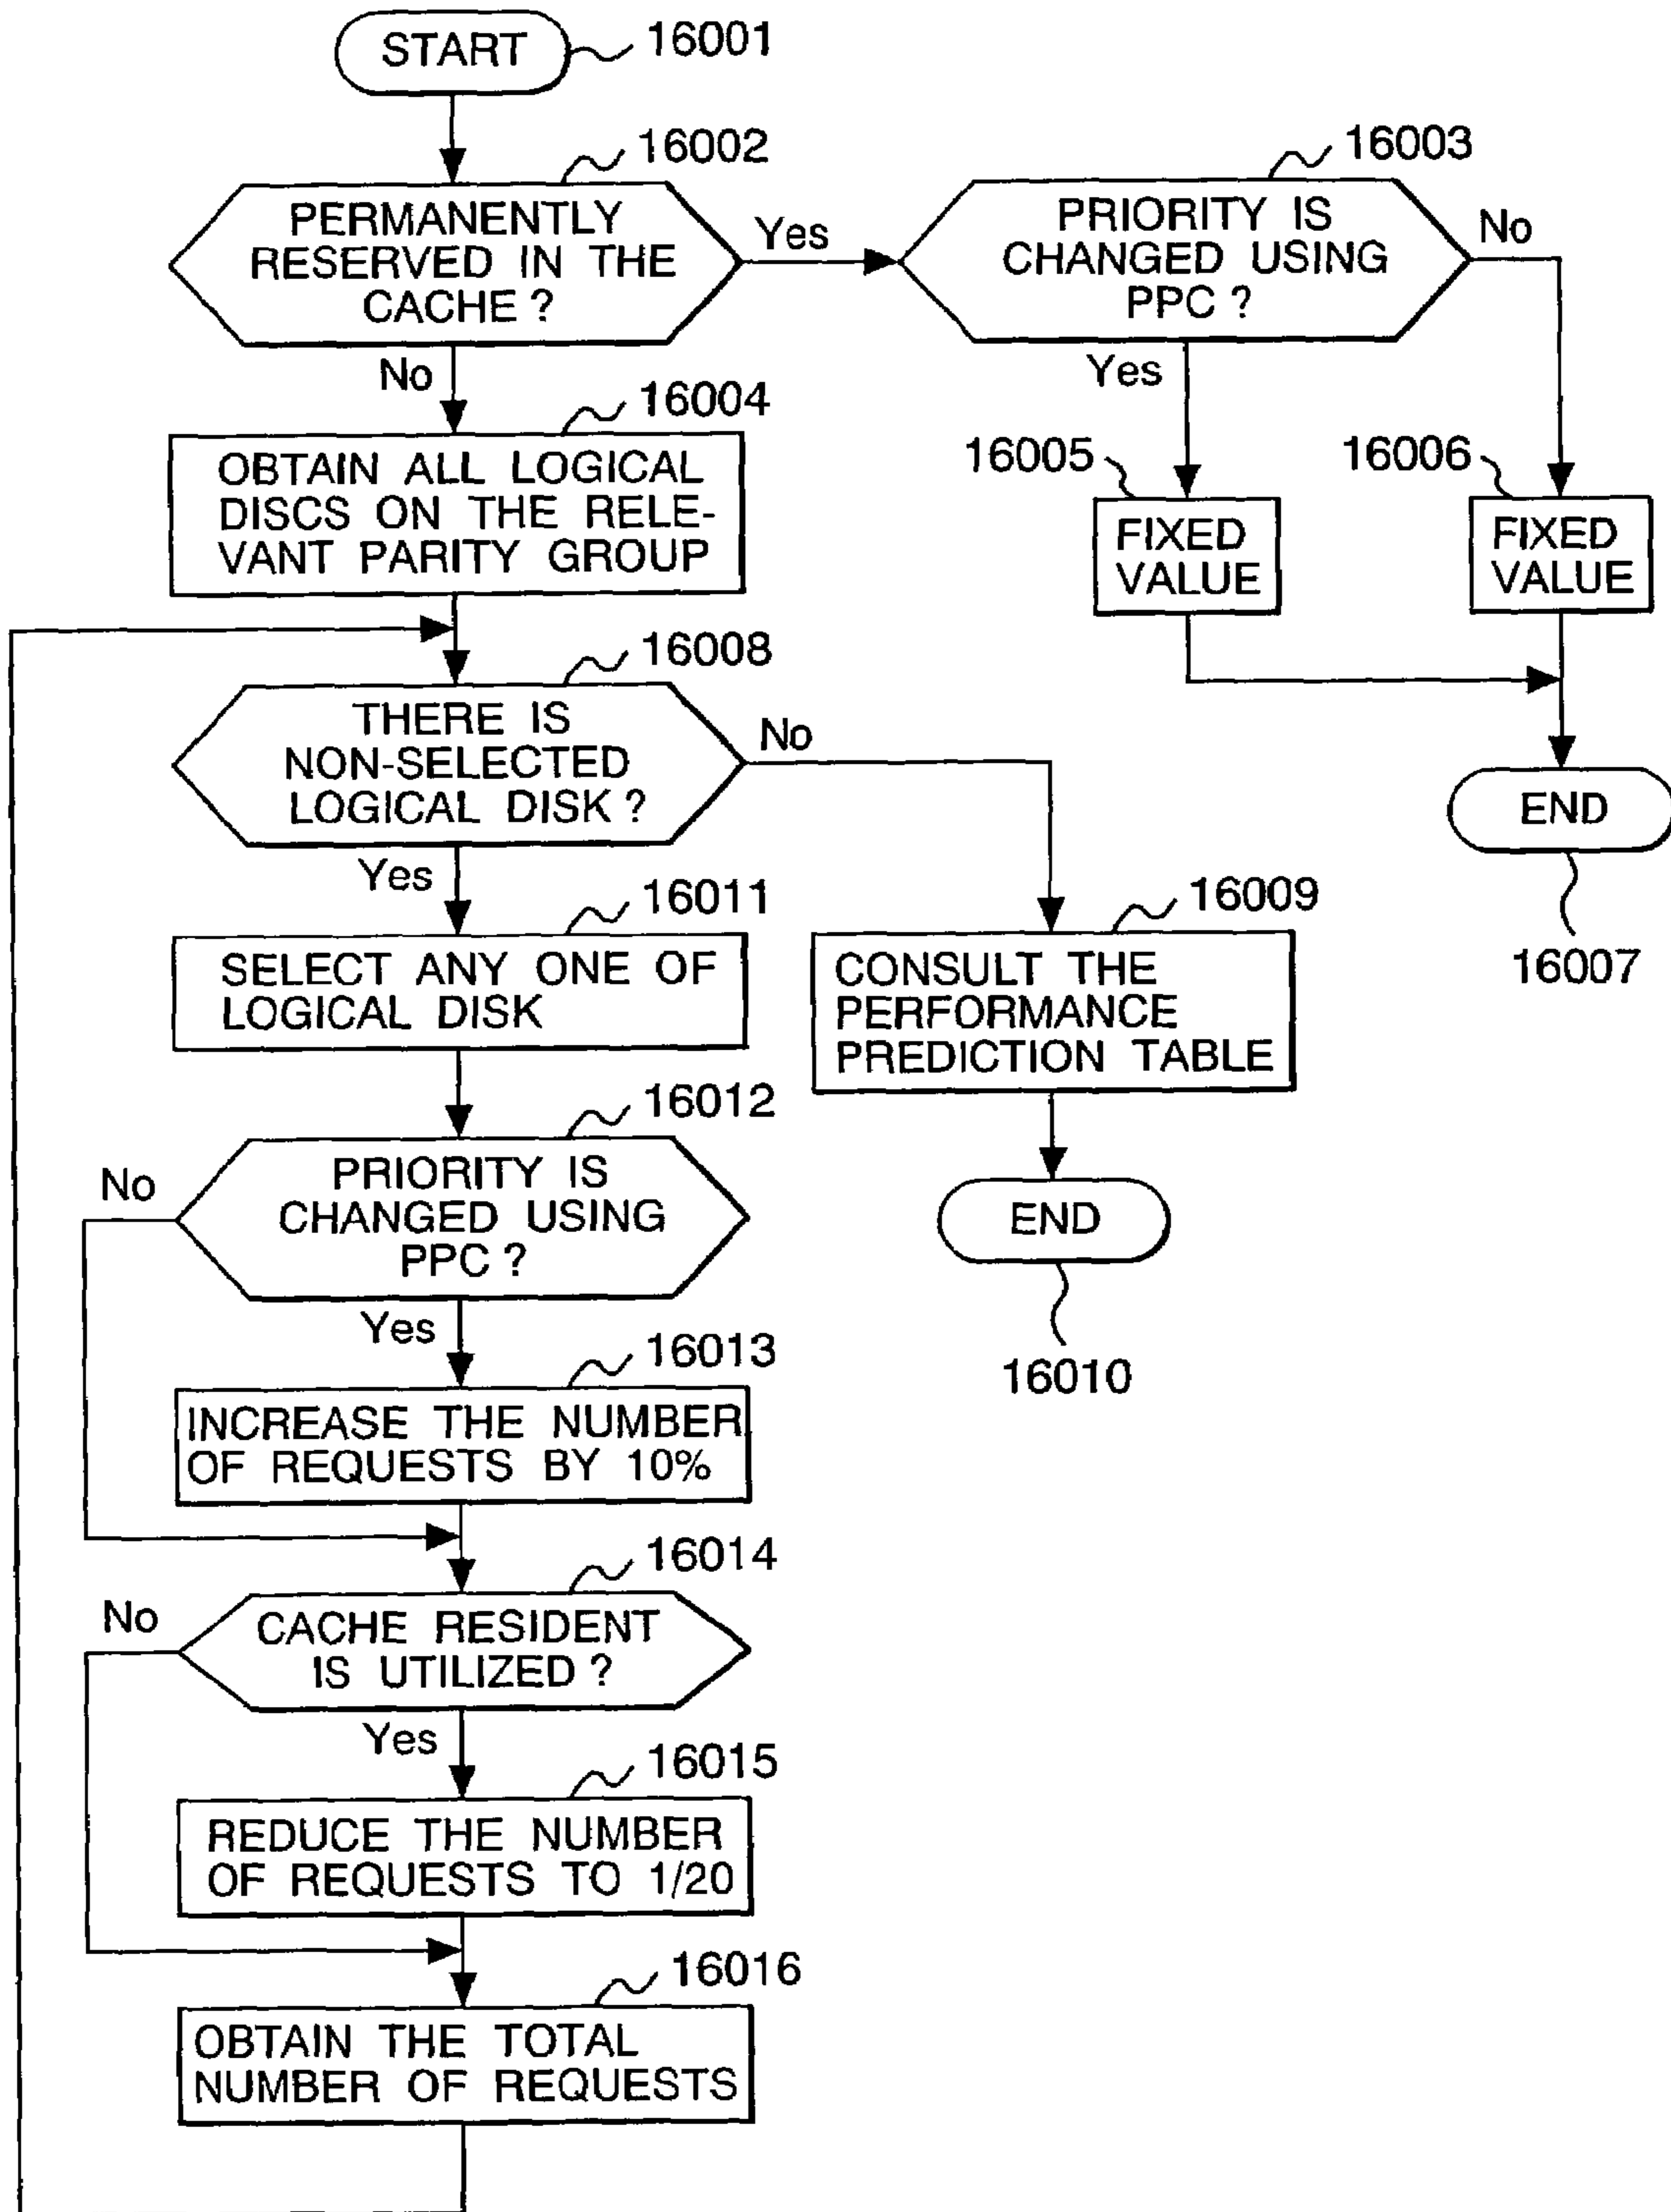 START
16001
16002
PERMANENTLY
RESERVED IN THE
CACHE ?
Yes
No
16003
PRIORITY IS
CHANGED USING
PPC ?
No
Yes
16004
OBTAIN ALL LOGICAL
DISCS ON THE RELE-
VANT PARITY GROUP
16005
FIXED
VALUE
16006
FIXED
VALUE
END
16007
16008
THERE IS
NON-SELECTED
LOGICAL DISK ?
No
Yes
16009
CONSULT THE
PERFORMANCE
PREDICTION TABLE
END
16010
16011
SELECT ANY ONE OF
LOGICAL DISK
16012
PRIORITY IS
CHANGED USING
PPC ?
No
Yes
16013
INCREASE THE NUMBER
OF REQUESTS BY 10%
16014
CACHE RESIDENT
IS UTILIZED ?
No
Yes
16015
REDUCE THE NUMBER
OF REQUESTS TO 1/20
16016
OBTAIN THE TOTAL
NUMBER OF REQUESTS